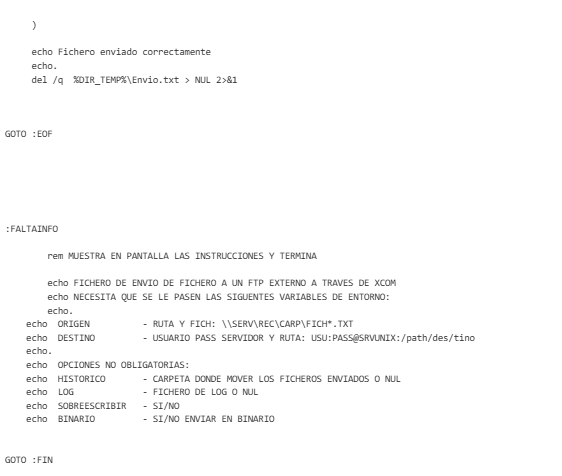 )
echo Fichero enviado correctamente
echo.
del /q  %DIR_TEMP%\Envio.txt > NUL 2>&1
GOTO :EOF
:FALTAINFO
rem MUESTRA EN PANTALLA LAS INSTRUCCIONES Y TERMINA
echo FICHERO DE ENVIO DE FICHERO A UN FTP EXTERNO A TRAVES DE XCOM
echo NECESITA QUE SE LE PASEN LAS SIGUENTES VARIABLES DE ENTORNO:
echo.
echo  ORIGEN          - RUTA Y FICH: \\SERV\REC\CARP\FICH*.TXT
echo  DESTINO         - USUARIO PASS SERVIDOR Y RUTA: USU:PASS@SRVUNIX:/path/des/tino
echo.
echo  OPCIONES NO OBLIGATORIAS:
echo  HISTORICO       - CARPETA DONDE MOVER LOS FICHEROS ENVIADOS O NUL
echo  LOG             - FICHERO DE LOG O NUL
echo  SOBREESCRIBIR   - SI/NO
echo  BINARIO         - SI/NO ENVIAR EN BINARIO
GOTO :FIN